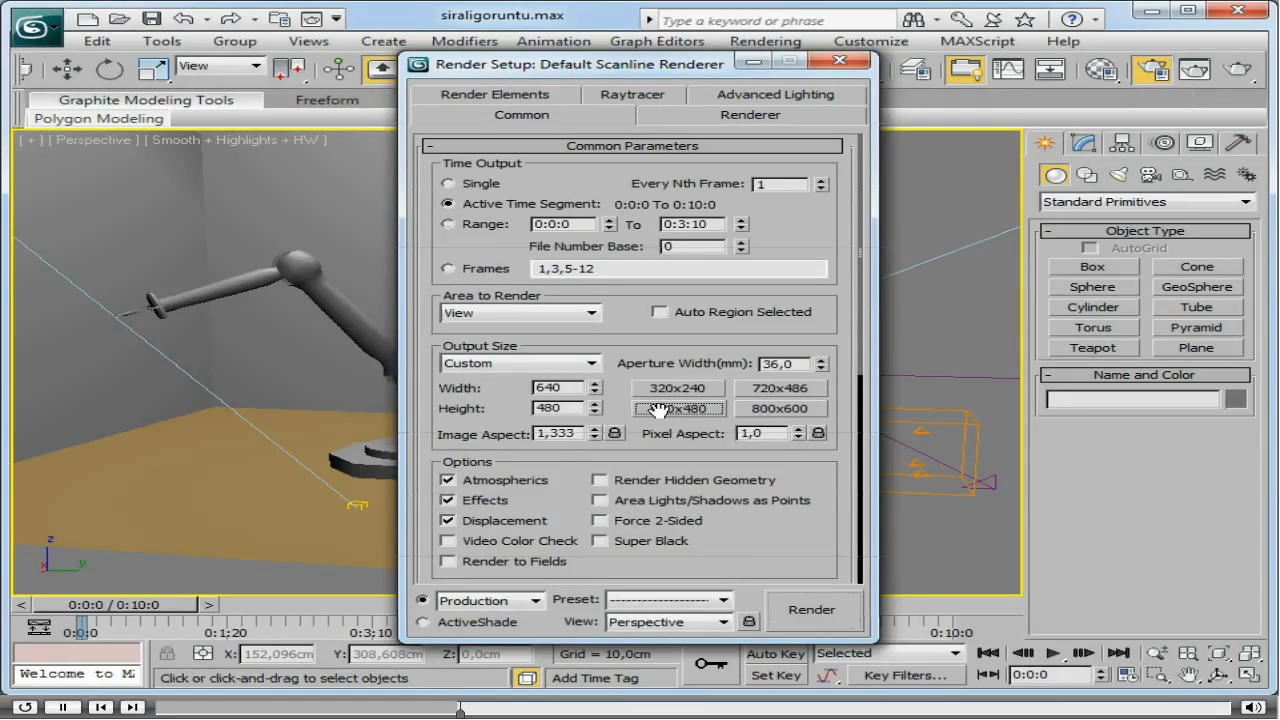 siraligoruntu.max
Type a keyword or phrase
Edit Tools Group Views Create Modifiers Animation Graph Editors Rendering Customize MAXScript Help
View
Render Setup: Default Scanline Renderer
Graphite Modeling Tools Freeform
Polygon Modeling
[ + ] [ Perspective ] [ Smooth + Highlights + HW ]
Render Elements Raytracer Advanced Lighting
Common Renderer
- Common Parameters
Time Output
Single Every Nth Frame: 1
Active Time Segment: 0:0:0 To 0:10:0
Range: 0:0:0 To 0:3:10
File Number Base: 0
Frames 1,3,5-12
Area to Render
View Auto Region Selected
Output Size
Custom Aperture Width(mm): 36,0
Width: 640 320x240 720x486
Height: 480 0x480 800x600
Image Aspect: 1,333 Pixel Aspect: 1,0
Options
Atmospherics Render Hidden Geometry
Effects Area Lights/Shadows as Points
Displacement Force 2-Sided
Video Color Check Super Black
Render to Fields
Production Preset: -------------------- Render
ActiveShade View: Perspective
Standard Primitives
- Object Type
AutoGrid
Box Cone
Sphere GeoSphere
Cylinder Tube
Torus Pyramid
Teapot Plane
- Name and Color
z
x y
< 0:0:0 / 0:10:0 >
0:0:0 0:1;20 0:3;10 0:10:0
X: 152,096cm Y: 308,608cm Z: 0,0cm Grid = 10,0cm Auto Key Selected
Welcome to MA Click or click-and-drag to select objects Add Time Tag Set Key Key Filters... 0:0:0